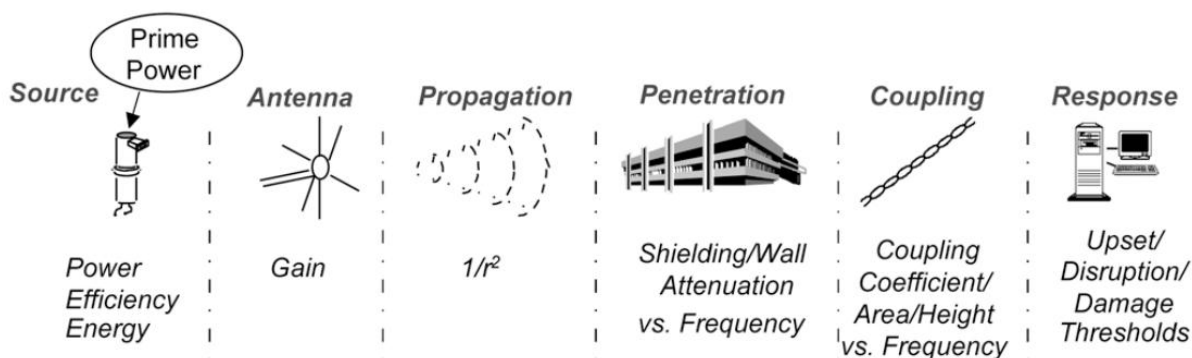 Prime
Power
Source
Antenna
Propagation
Penetration
Coupling
Response
Power
Efficiency
Energy
Gain
1/r²
Shielding/Wall
Attenuation
vs. Frequency
Coupling
Coefficient/
Area/Height
vs. Frequency
Upset/
Disruption/
Damage
Thresholds